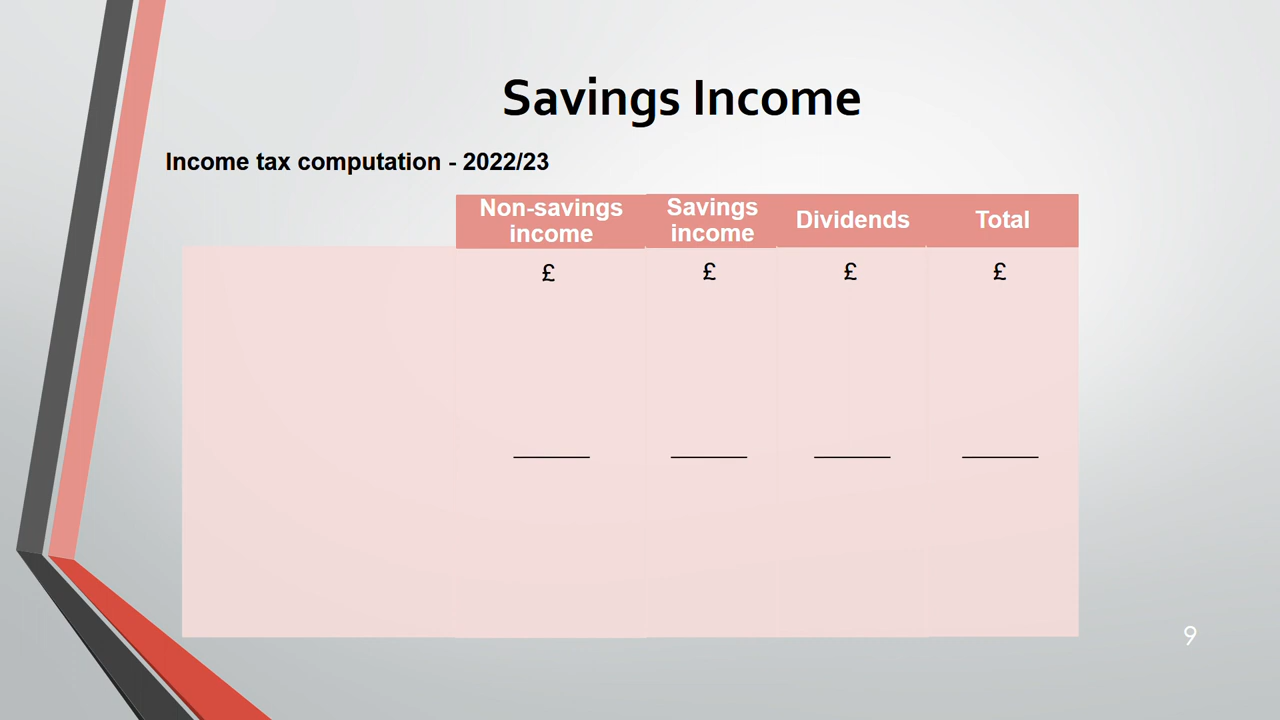 Savings Income
Income tax computation - 2022/23
Non-savings income
Savings income
Dividends
Total
£ £ £ £
9